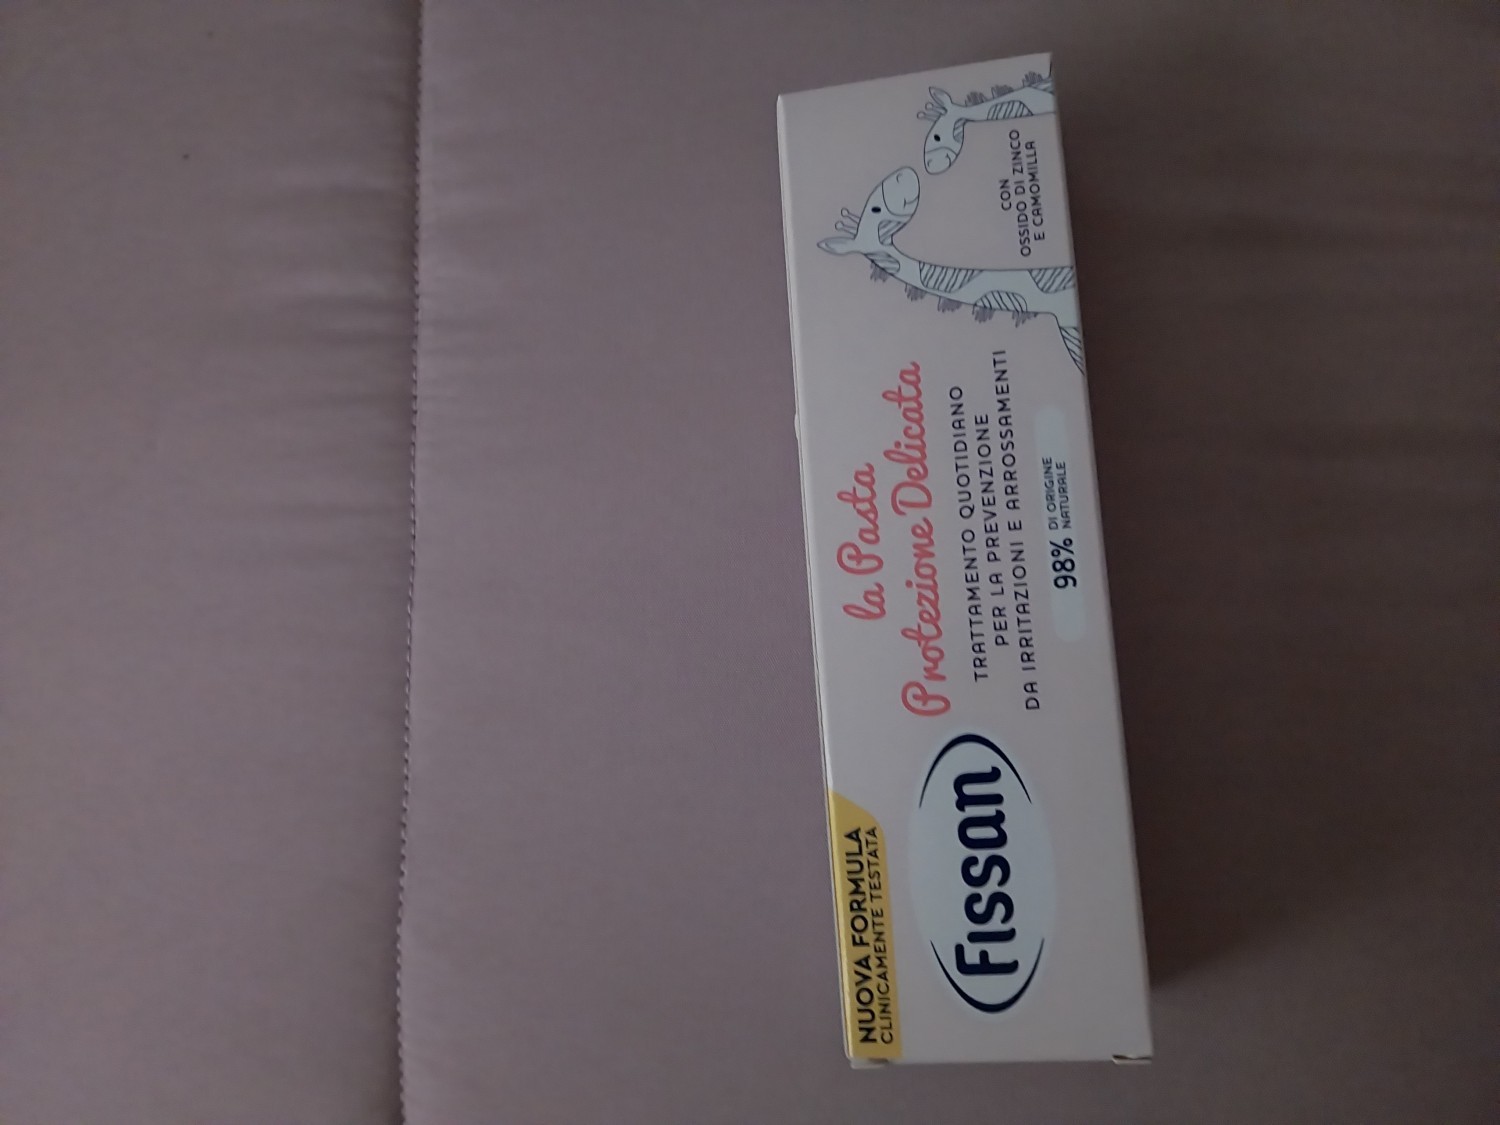 NUOVA FORMULA
CLINICAMENTE TESTATA
Fissan
la Pasta
Protezione Delicata
TRATTAMENTO QUOTIDIANO
PER LA PREVENZIONE
DA IRRITAZIONI E ARROSSAMENTI
98% DI ORIGINE
NATURALE
CON
OSSIDO DI ZINCO
E CAMOMILLA